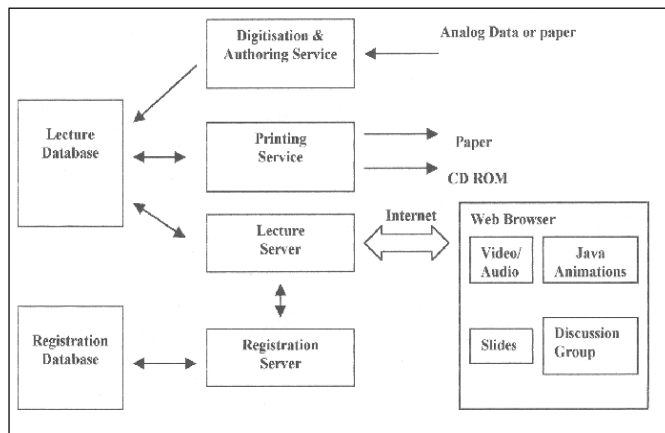 Digitisation &
Authoring Service
Analog Data or paper
Lecture
Database
Printing
Service
Paper
CD ROM
Lecture
Server
Internet
Web Browser
Video/
Audio
Java
Animations
Slides
Discussion
Group
Registration
Database
Registration
Server